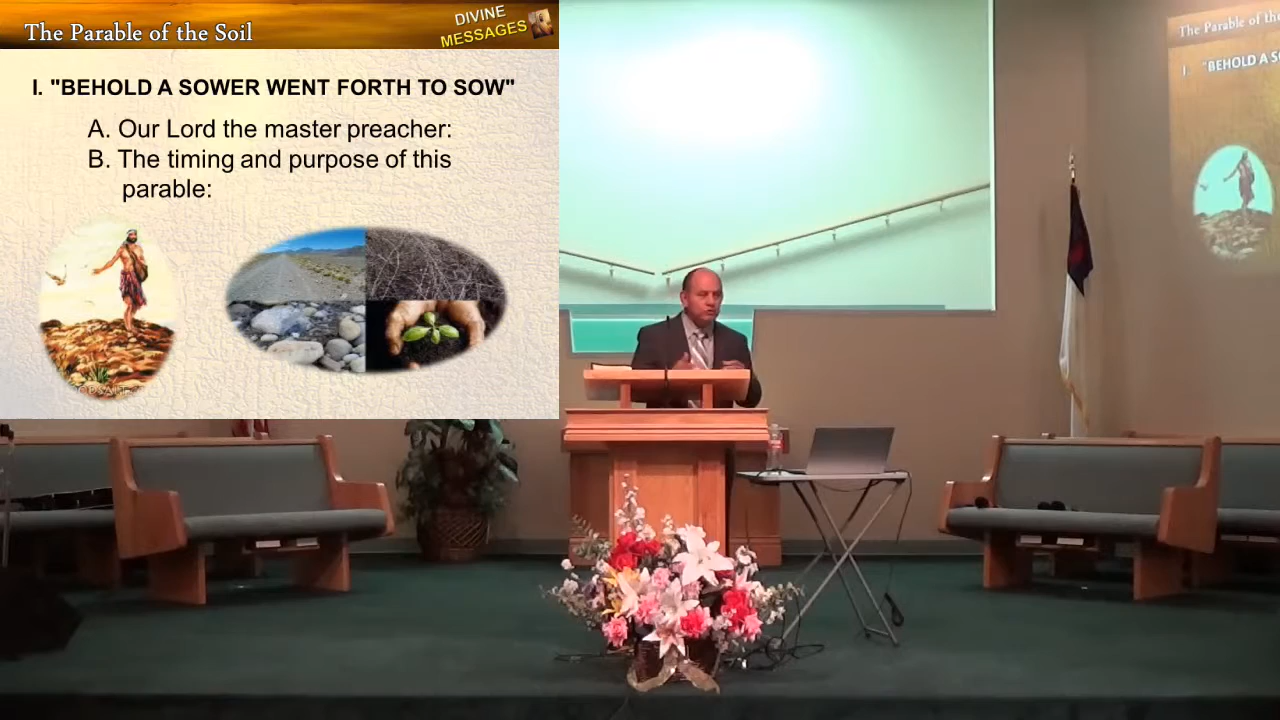 The Parable of the Soil
DIVINE
MESSAGES
I. "BEHOLD A SOWER WENT FORTH TO SOW"
A. Our Lord the master preacher:
B. The timing and purpose of this
parable:
The Parable of the
I. "BEHOLD A S